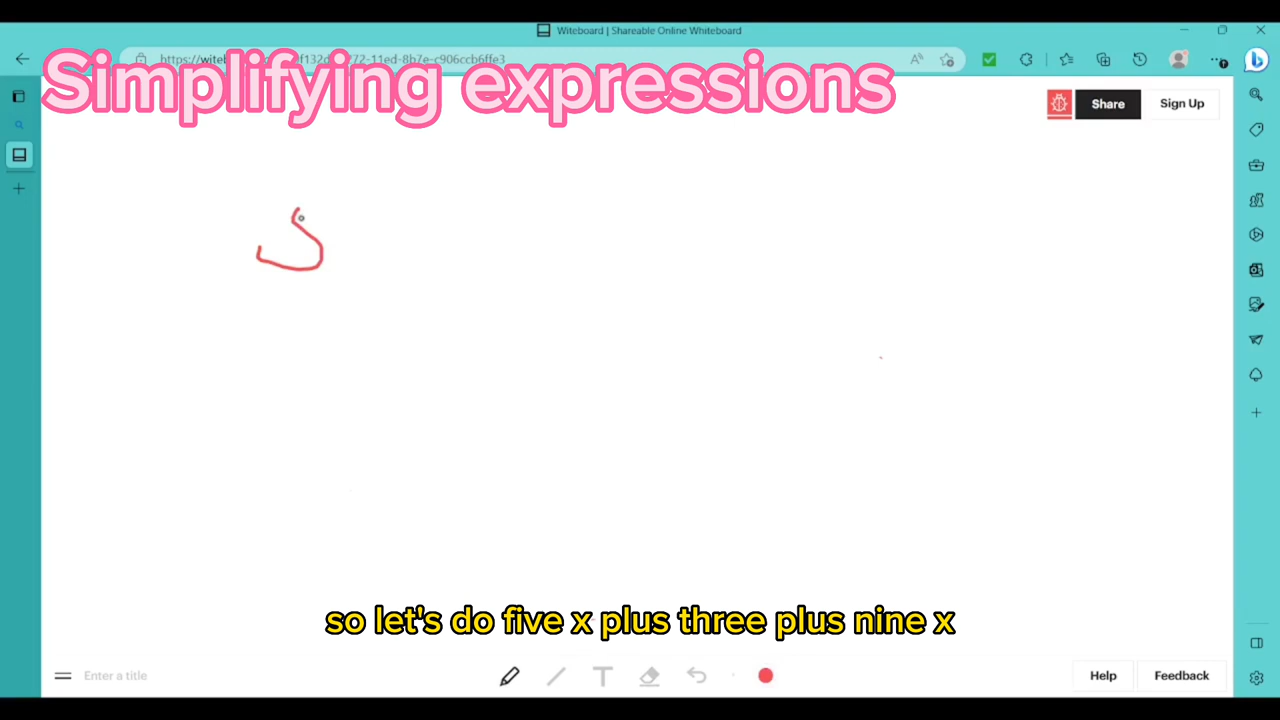 Witeboard | Shareable Online Whiteboard
Simplifying expressions
Share
Sign Up
so let's do five x plus three plus nine x
Enter a title
T
Help
Feedback